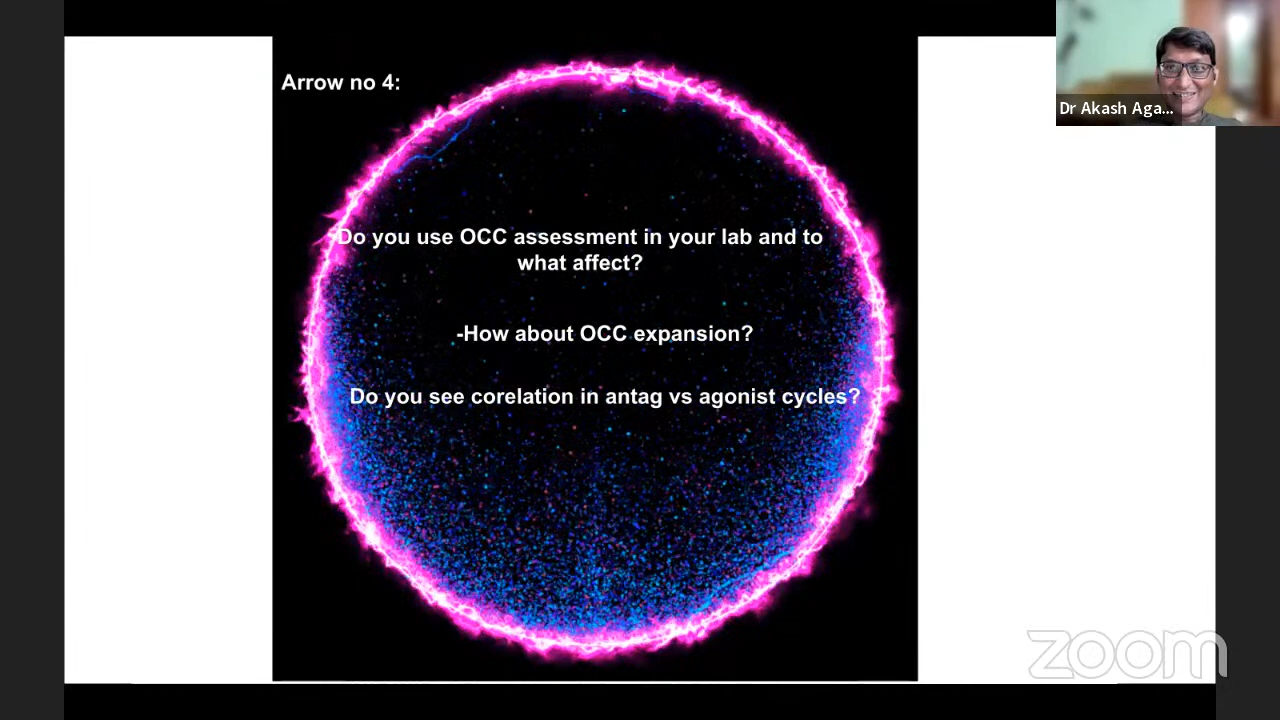 Arrow no 4:
Dr Akash Aga...
Do you use OCC assessment in your lab and to
what affect?
-How about OCC expansion?
Do you see corelation in antag vs agonist cycles?
zoom